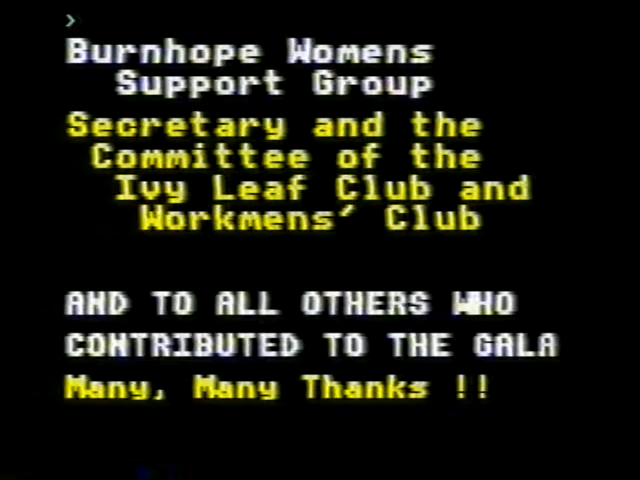 ›
Burnhope Womens
Support Group
Secretary and the
Committee of the
Ivy Leaf Club and
Workmens' Club
AND TO ALL OTHERS WHO
CONTRIBUTED TO THE GALA
Many, Many Thanks !!